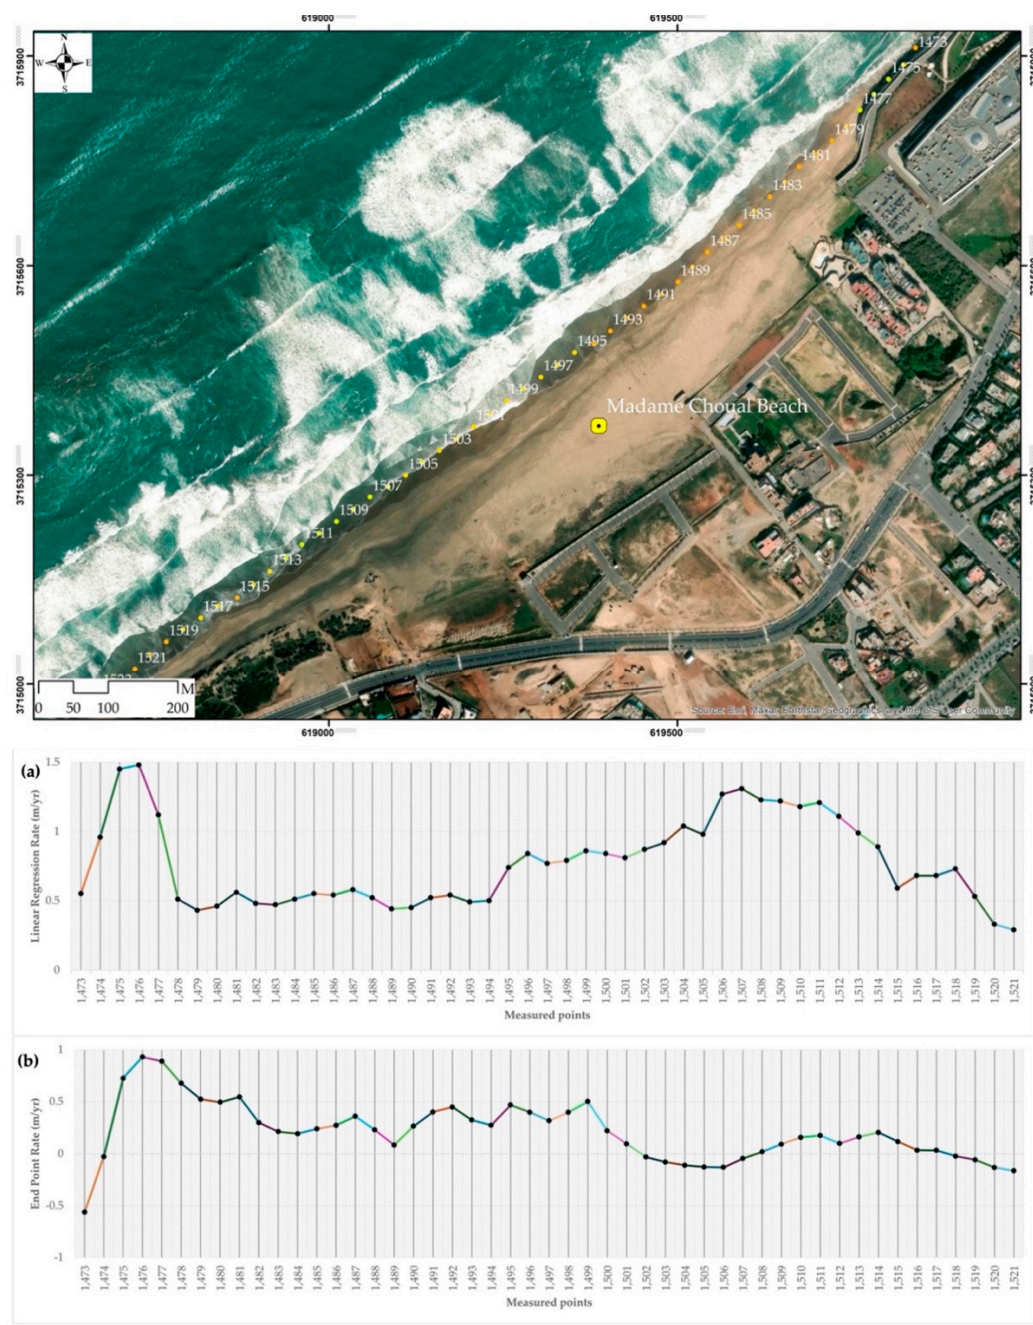 619000 619500
N
W E
S
3715900
3715600
3715300
3715000
1473
1475
1477
1479
1481
1483
1485
1487
1489
1491
1493
1495
1497
1499
1501
1503
1505
1507
1509
1511
1513
1515
1517
1519
1521
Madame Choual Beach
M
0 50 100 200
Source: Esri, Maxar, Earthstar Geographics, and the GIS User Community
619000 619500
(a)
Linear Regression Rate (m/yr)
1.5
1
0.5
0
1,473 1,474 1,475 1,476 1,477 1,478 1,479 1,480 1,481 1,482 1,483 1,484 1,485 1,486 1,487 1,488 1,489 1,490 1,491 1,492 1,493 1,494 1,495 1,496 1,497 1,498 1,499 1,500 1,501 1,502 1,503 1,504 1,505 1,506 1,507 1,508 1,509 1,510 1,511 1,512 1,513 1,514 1,515 1,516 1,517 1,518 1,519 1,520 1,521
Measured points
(b)
End Point Rate (m/yr)
1
0.5
0
-0.5
-1
1,473 1,474 1,475 1,476 1,477 1,478 1,479 1,480 1,481 1,482 1,483 1,484 1,485 1,486 1,487 1,488 1,489 1,490 1,491 1,492 1,493 1,494 1,495 1,496 1,497 1,498 1,499 1,500 1,501 1,502 1,503 1,504 1,505 1,506 1,507 1,508 1,509 1,510 1,511 1,512 1,513 1,514 1,515 1,516 1,517 1,518 1,519 1,520 1,521
Measured points